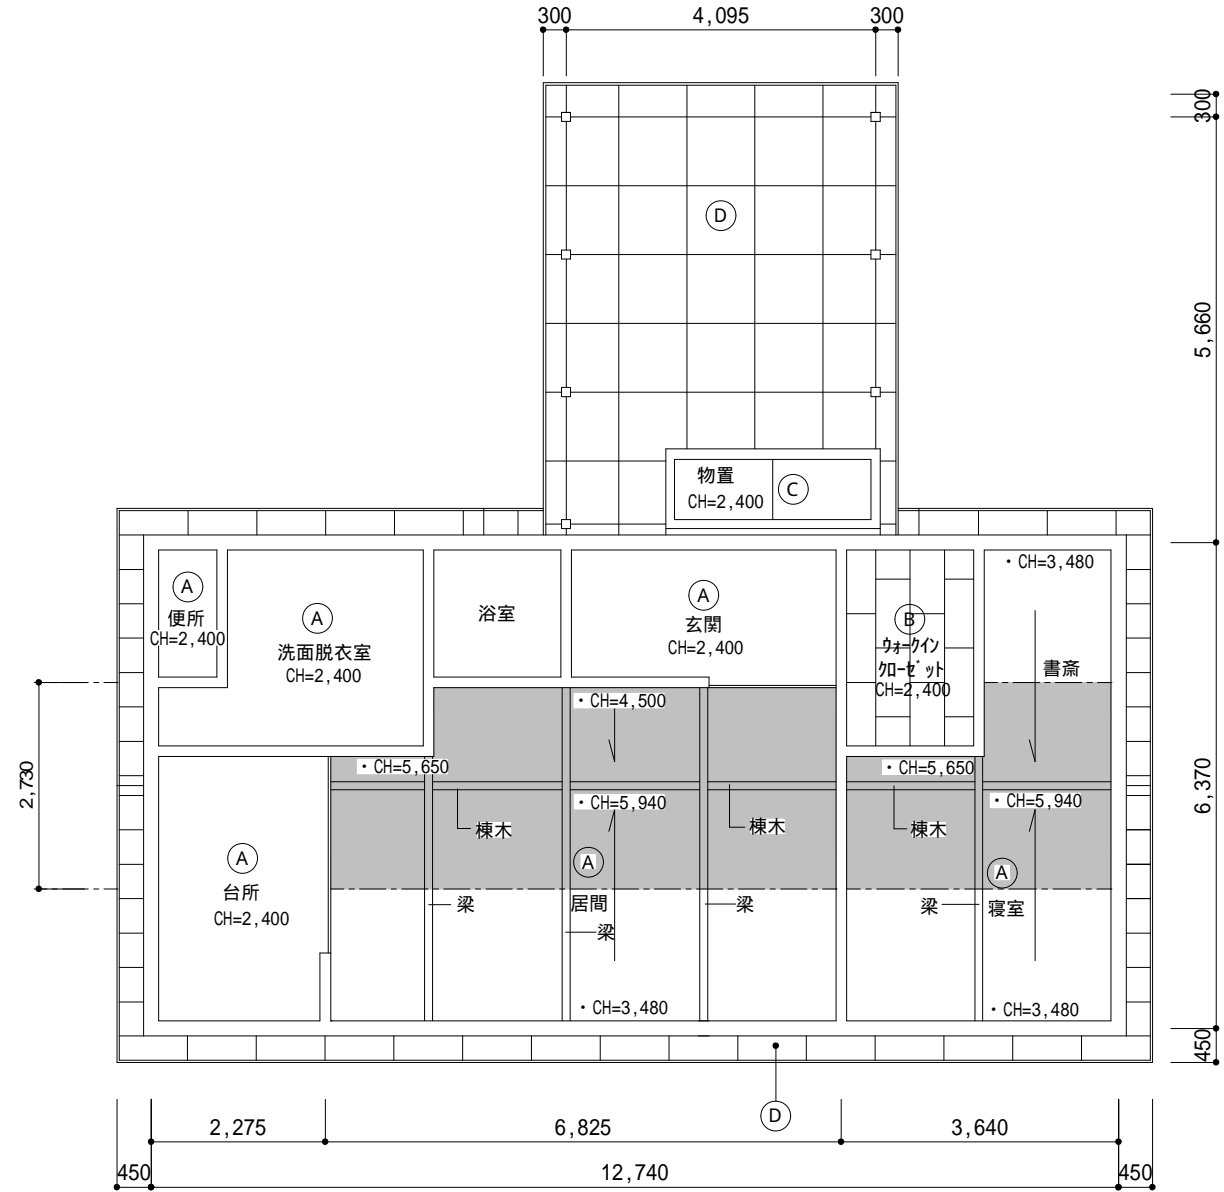 300
4,095
300
300
D
5,660
物置
CH=2,400
C
A
便所
CH=2,400
A
洗面脱衣室
CH=2,400
浴室
A
玄関
CH=2,400
B
ウォークイン
クローゼット
CH=2,400
・CH=3,480
書斎
・CH=4,500
・CH=5,650
・CH=5,650
2,730
6,370
・CH=5,940
・CH=5,940
棟木
棟木
棟木
A
台所
CH=2,400
A
居間
A
寝室
梁
梁
梁
梁
・CH=3,480
・CH=3,480
450
D
2,275
6,825
3,640
450
12,740
450